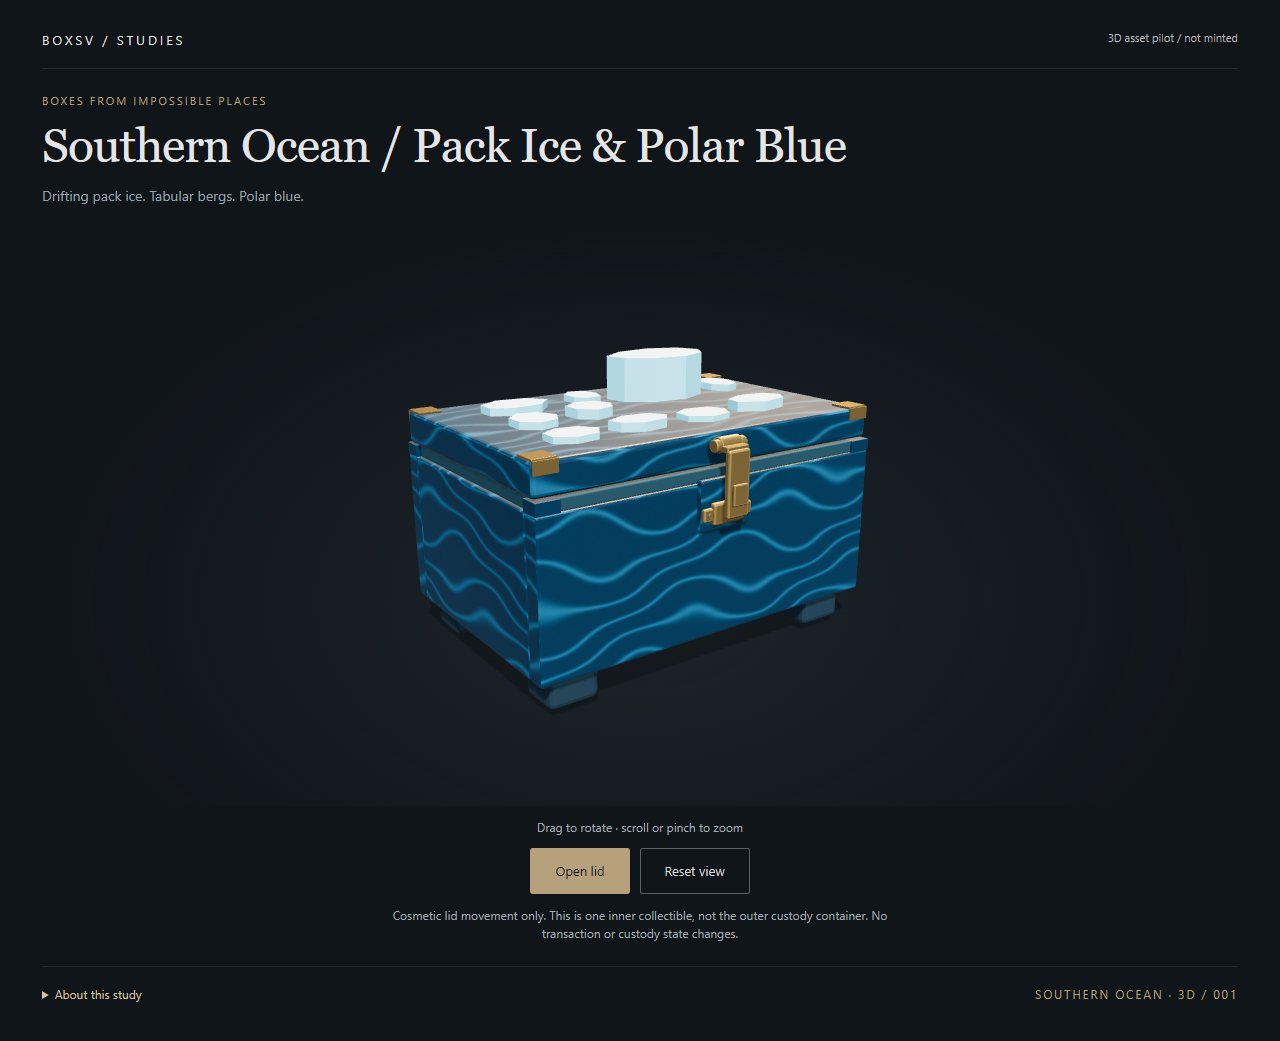 BOXSV / STUDIES
3D asset pilot / not minted
BOXES FROM IMPOSSIBLE PLACES
Southern Ocean / Pack Ice & Polar Blue
Drifting pack ice. Tabular bergs. Polar blue.
Drag to rotate · scroll or pinch to zoom
Open lid
Reset view
Cosmetic lid movement only. This is one inner collectible, not the outer custody container. No
transaction or custody state changes.
About this study
SOUTHERN OCEAN · 3D / 001